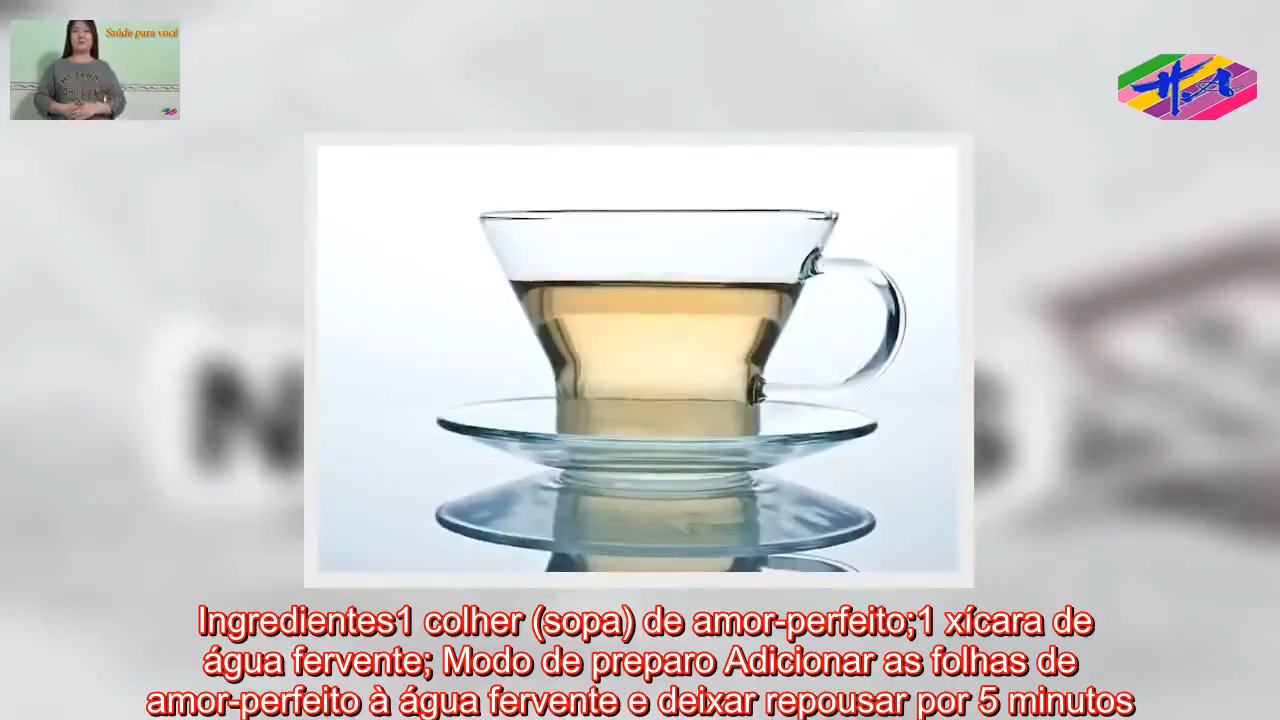 Saúde para você
H.A
Ingredientes1 colher (sopa) de amor-perfeito;1 xícara de
água fervente; Modo de preparo Adicionar as folhas de
amor-perfeito à água fervente e deixar repousar por 5 minutos